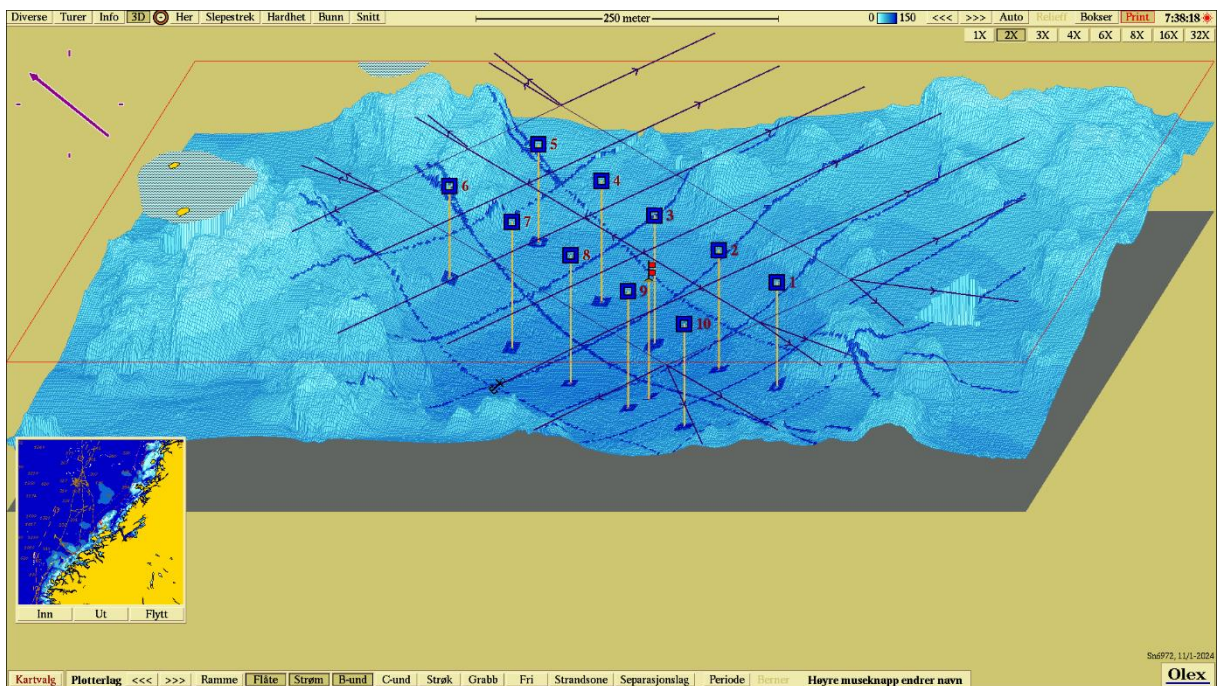 Diverse Turer Info 3D Her Slepestrek Hardhet Bunn Snitt 250 meter 0 150 <<< >>> Auto Relieff Bokser Print 7:38:18
1X 2X 3X 4X 6X 8X 16X 32X
5
4
6
3
7
2
8
1
9
10
Inn Ut Flytt
Sn6972, 11/1-2024
Kartvalg Plotterlag <<< >>> Ramme Flåte Strøm B-und C-und Strøk Grabb Fri Strandsone Separasjonslag Periode Berner Høyre museknapp endrer navn Olex